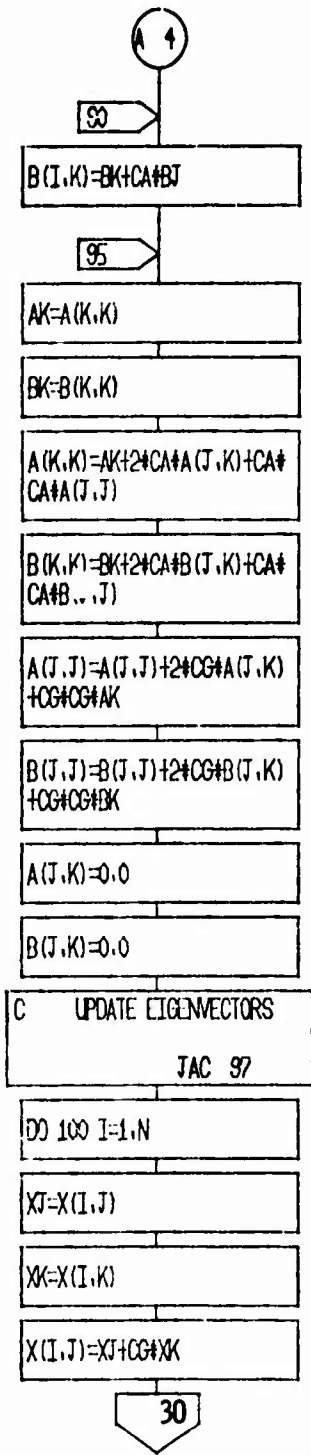 A 4
90
B(I,K)=BK+CA*BJ
95
AK=A(K,K)
BK=B(K,K)
A(K,K)=AK+2*CA*A(J,K)+CA*
CA*A(J,J)
B(K,K)=BK+2*CA*B(J,K)+CA*
CA*B J)
A(J,J)=A(J,J)+2*CG*A(J,K)
+CG*CG*AK
B(J,J)=B(J,J)+2*CG*B(J,K)
+CG*CG*BK
A(J,K)=0.0
B(J,K)=0.0
C UPDATE EIGENVECTORS
JAC 97
DO 100 I=1,N
XJ=X(I,J)
XK=X(I,K)
X(I,J)=XJ+CG*XK
30